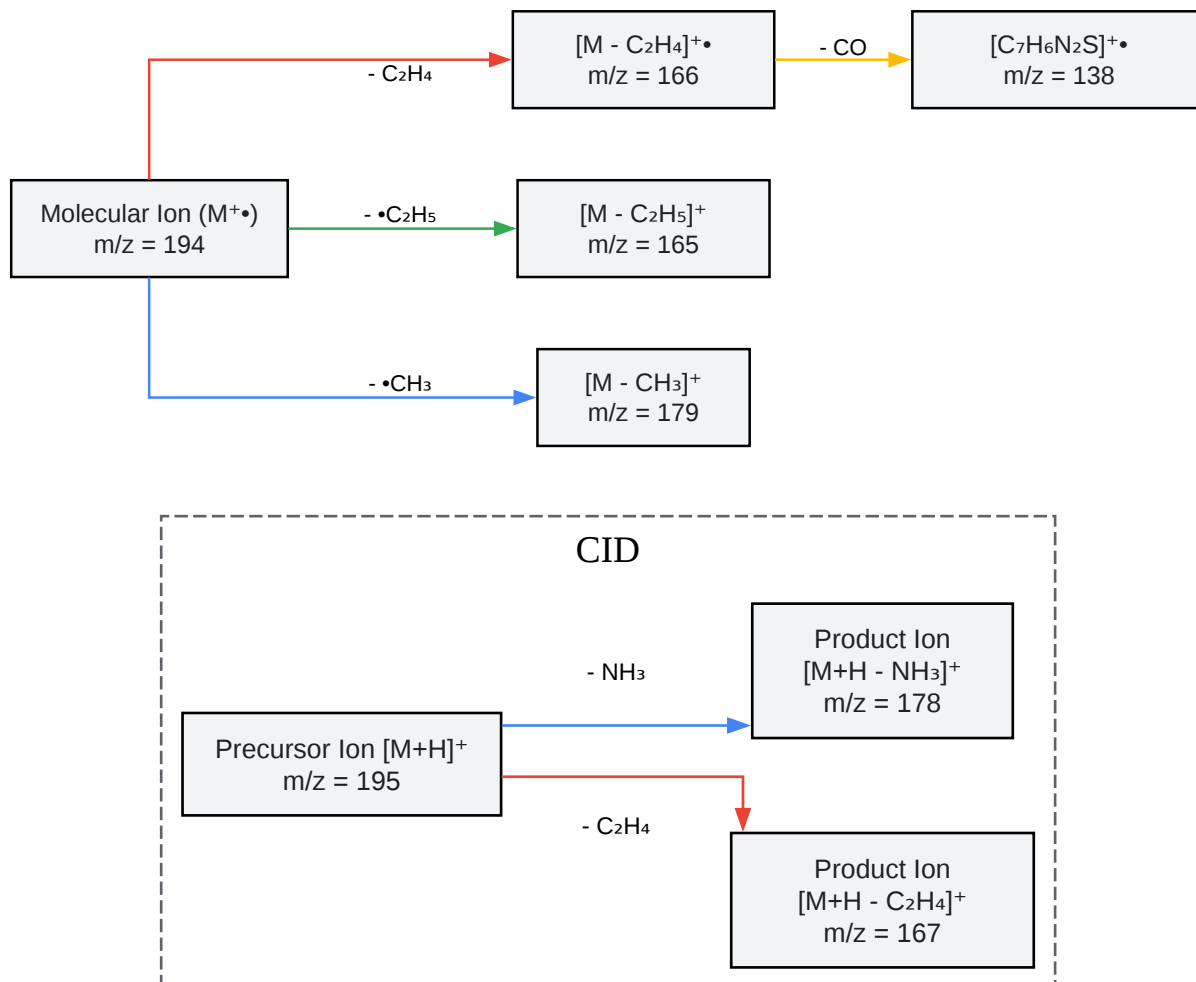 [M - C₂H₄]⁺•
m/z = 166
- CO
[C₇H₆N₂S]⁺•
m/z = 138
- C₂H₄
Molecular Ion (M⁺•)
m/z = 194
- •C₂H₅
[M - C₂H₅]⁺
m/z = 165
- •CH₃
[M - CH₃]⁺
m/z = 179
CID
Product Ion
[M+H - NH₃]⁺
m/z = 178
- NH₃
Precursor Ion [M+H]⁺
m/z = 195
- C₂H₄
Product Ion
[M+H - C₂H₄]⁺
m/z = 167